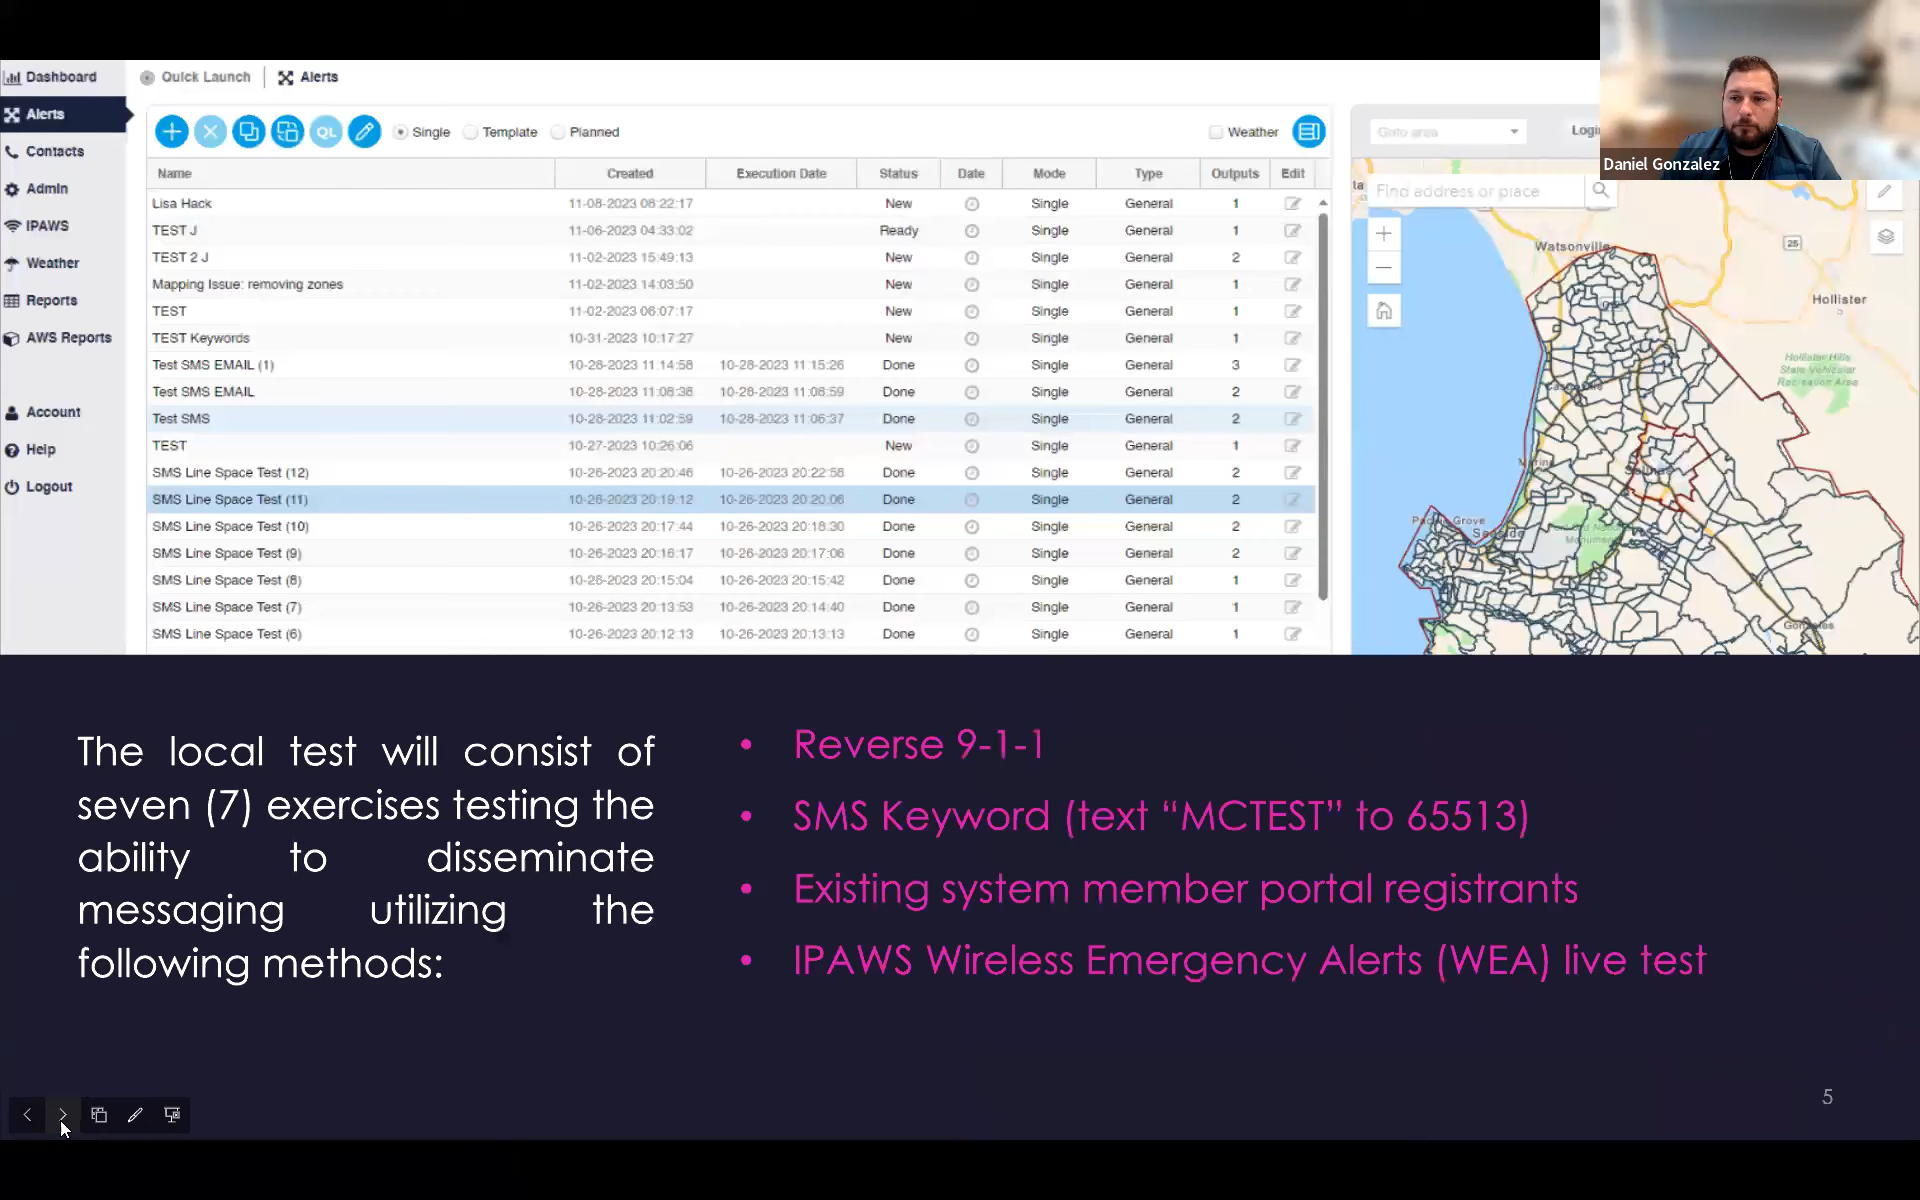 Dashboard
Quick Launch
Alerts
Alerts
Contacts
Admin
IPAWS
Weather
Reports
AWS Reports
Account
Help
Logout
QL Single Template Planned Weather
Name Created Execution Date Status Date Mode Type Outputs Edit
Lisa Hack 11-08-2023 08:22:17 New Single General 1
TEST J 11-06-2023 04:33:02 Ready Single General 1
TEST 2 J 11-02-2023 15:49:13 New Single General 2
Mapping Issue: removing zones 11-02-2023 14:03:50 New Single General 1
TEST 11-02-2023 06:07:17 New Single General 1
TEST Keywords 10-31-2023 10:17:27 New Single General 1
Test SMS EMAIL (1) 10-28-2023 11:14:58 10-28-2023 11:15:26 Done Single General 3
Test SMS EMAIL 10-28-2023 11:08:38 10-28-2023 11:08:59 Done Single General 2
Test SMS 10-28-2023 11:02:59 10-28-2023 11:06:37 Done Single General 2
TEST 10-27-2023 10:26:06 New Single General 1
SMS Line Space Test (12) 10-26-2023 20:20:46 10-26-2023 20:22:58 Done Single General 2
SMS Line Space Test (11) 10-26-2023 20:19:12 10-26-2023 20:20:06 Done Single General 2
SMS Line Space Test (10) 10-26-2023 20:17:44 10-26-2023 20:18:30 Done Single General 2
SMS Line Space Test (9) 10-26-2023 20:16:17 10-26-2023 20:17:06 Done Single General 2
SMS Line Space Test (8) 10-26-2023 20:15:04 10-26-2023 20:15:42 Done Single General 1
SMS Line Space Test (7) 10-26-2023 20:13:53 10-26-2023 20:14:40 Done Single General 1
SMS Line Space Test (6) 10-26-2023 20:12:13 10-26-2023 20:13:13 Done Single General 1
Goto area
Logi
Daniel Gonzalez
Find address or place
Watsonville
25
Hollister
Hollister Hills
State Vehicular
Recreation Area
Salinas
Pacific Grove
Seaside
Gonzales
The local test will consist of
seven (7) exercises testing the
ability to disseminate
messaging utilizing the
following methods:
• Reverse 9-1-1
• SMS Keyword (text “MCTEST” to 65513)
• Existing system member portal registrants
• IPAWS Wireless Emergency Alerts (WEA) live test
5